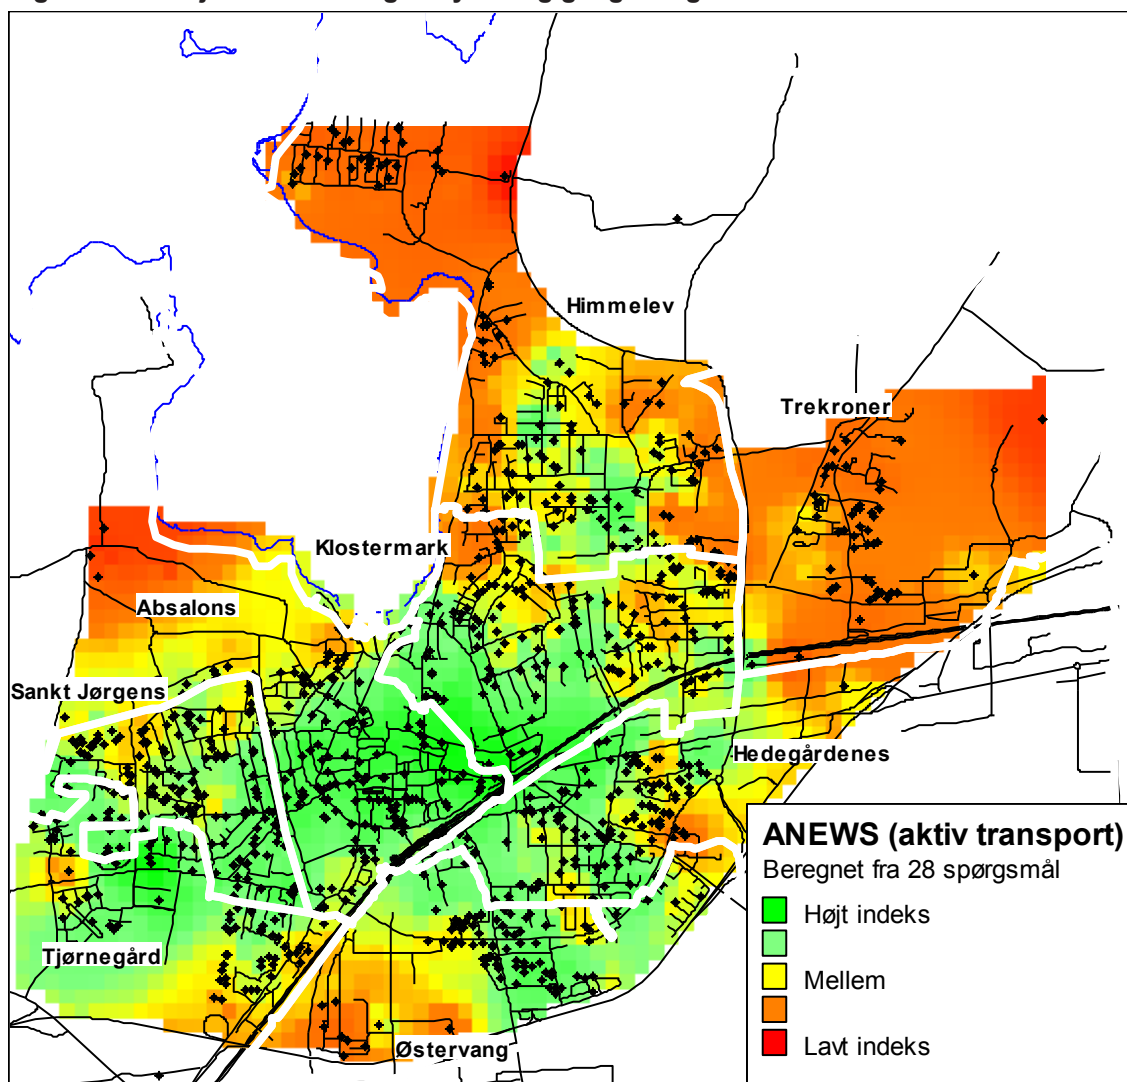 Himmelev
Trekroner
Klostermark
Absalons
Sankt Jørgens
Hedegårdenes
Tjørnegård
Østervang
ANEWS (aktiv transport)
Beregnet fra 28 spørgsmål
Højt indeks
Mellem
Lavt indeks